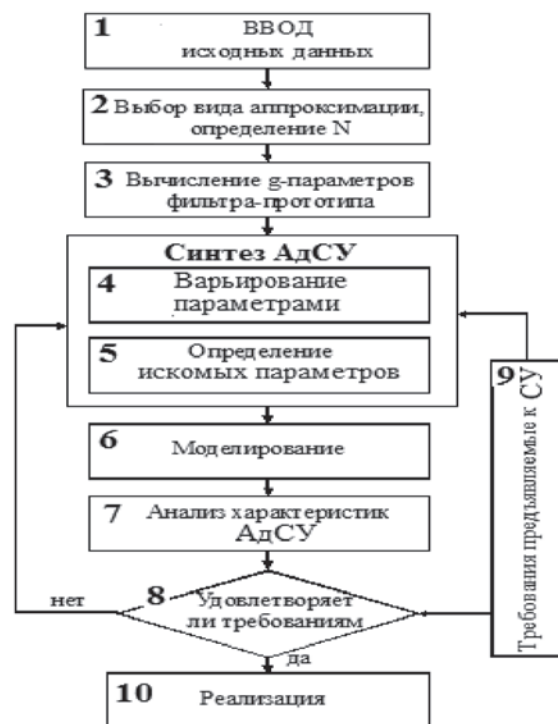 1 ВВОД
исходных данных
2 Выбор вида аппроксимации,
определение N
3 Вычисление g-параметров
фильтра-прототипа
Синтез АдСУ
4 Варьирование
параметрами
5 Определение
искомых параметров
6 Моделирование
7 Анализ характеристик
АдСУ
8 Удовлетворяет
ли требованиям
нет
да
9 Требования предъявляемые к СУ
10 Реализация